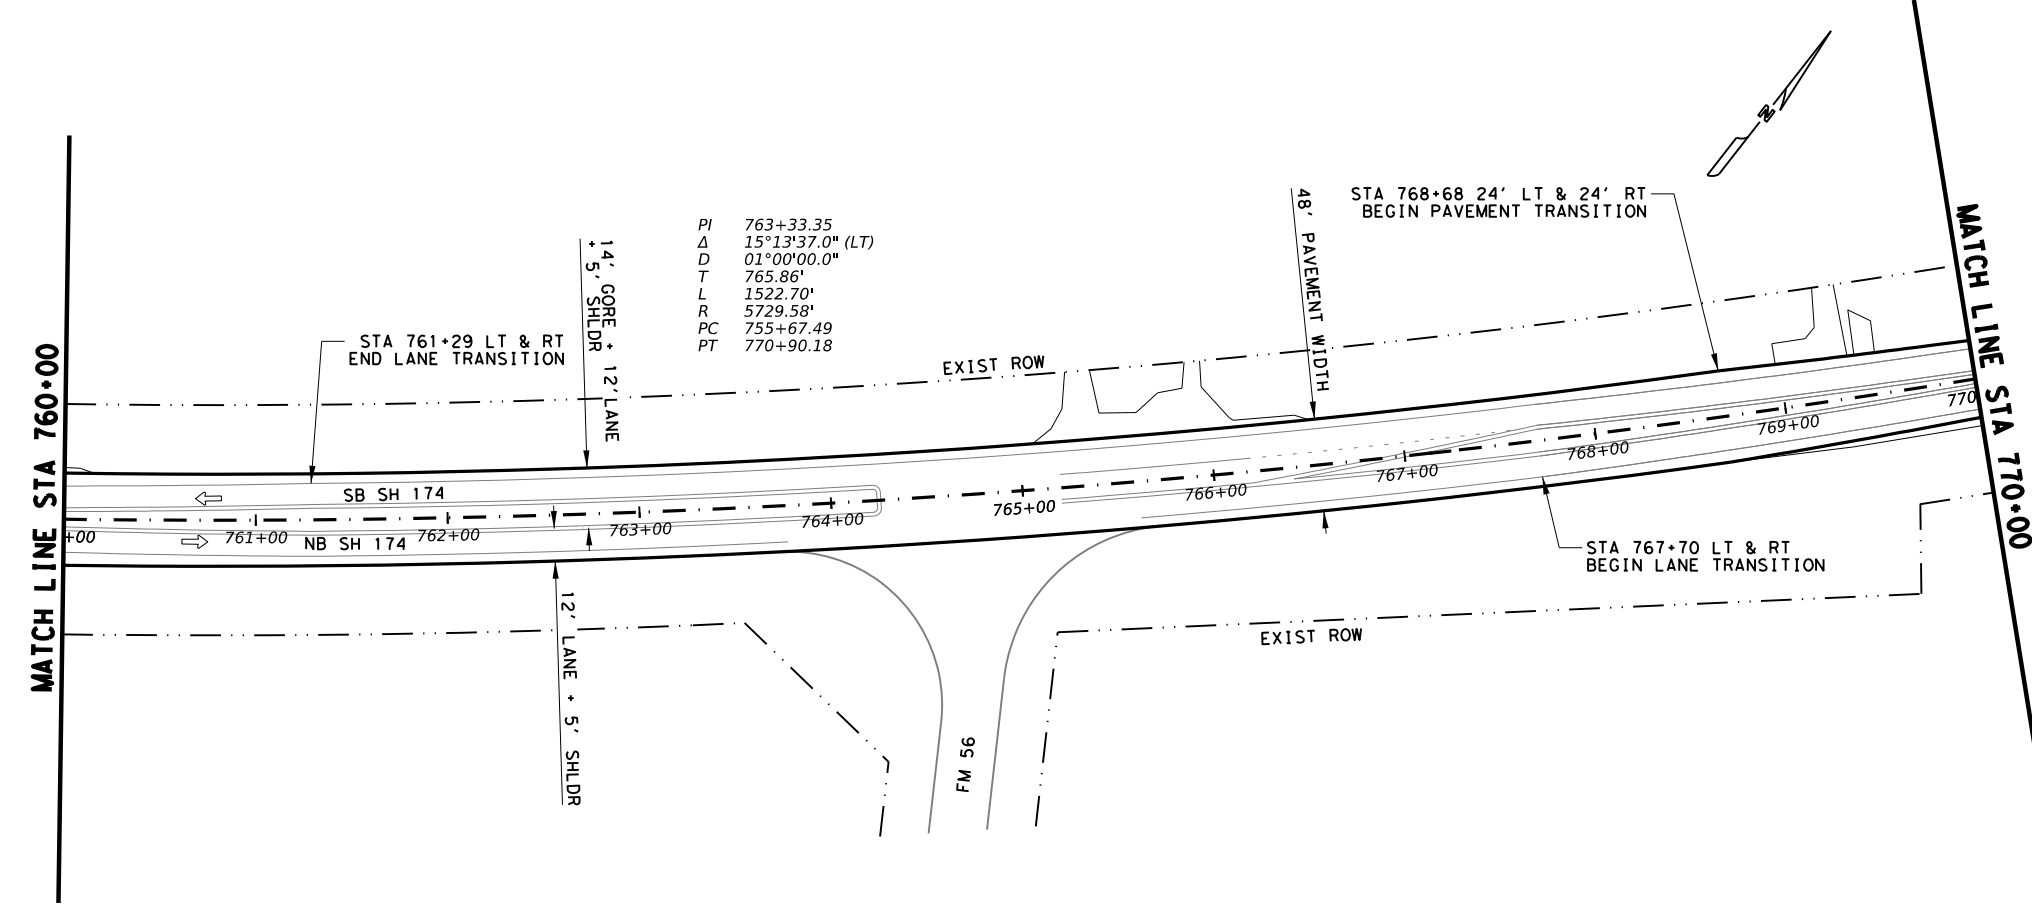 N
STA 768+68 24' LT & 24' RT
BEGIN PAVEMENT TRANSITION
48' PAVEMENT WIDTH
MATCH LINE STA 770+00
PI 763+33.35
Δ 15°13'37.0" (LT)
D 01°00'00.0"
T 765.86'
L 1522.70'
R 5729.58'
PC 755+67.49
PT 770+90.18
14' GORE + 12'LANE
+ 5' SHLDR
STA 761+29 LT & RT
END LANE TRANSITION
MATCH LINE STA 760+00
EXIST ROW
SB SH 174
NB SH 174
+00
761+00
762+00
763+00
764+00
765+00
766+00
767+00
768+00
769+00
770
STA 767+70 LT & RT
BEGIN LANE TRANSITION
12' LANE + 5' SHLDR
EXIST ROW
FM 56